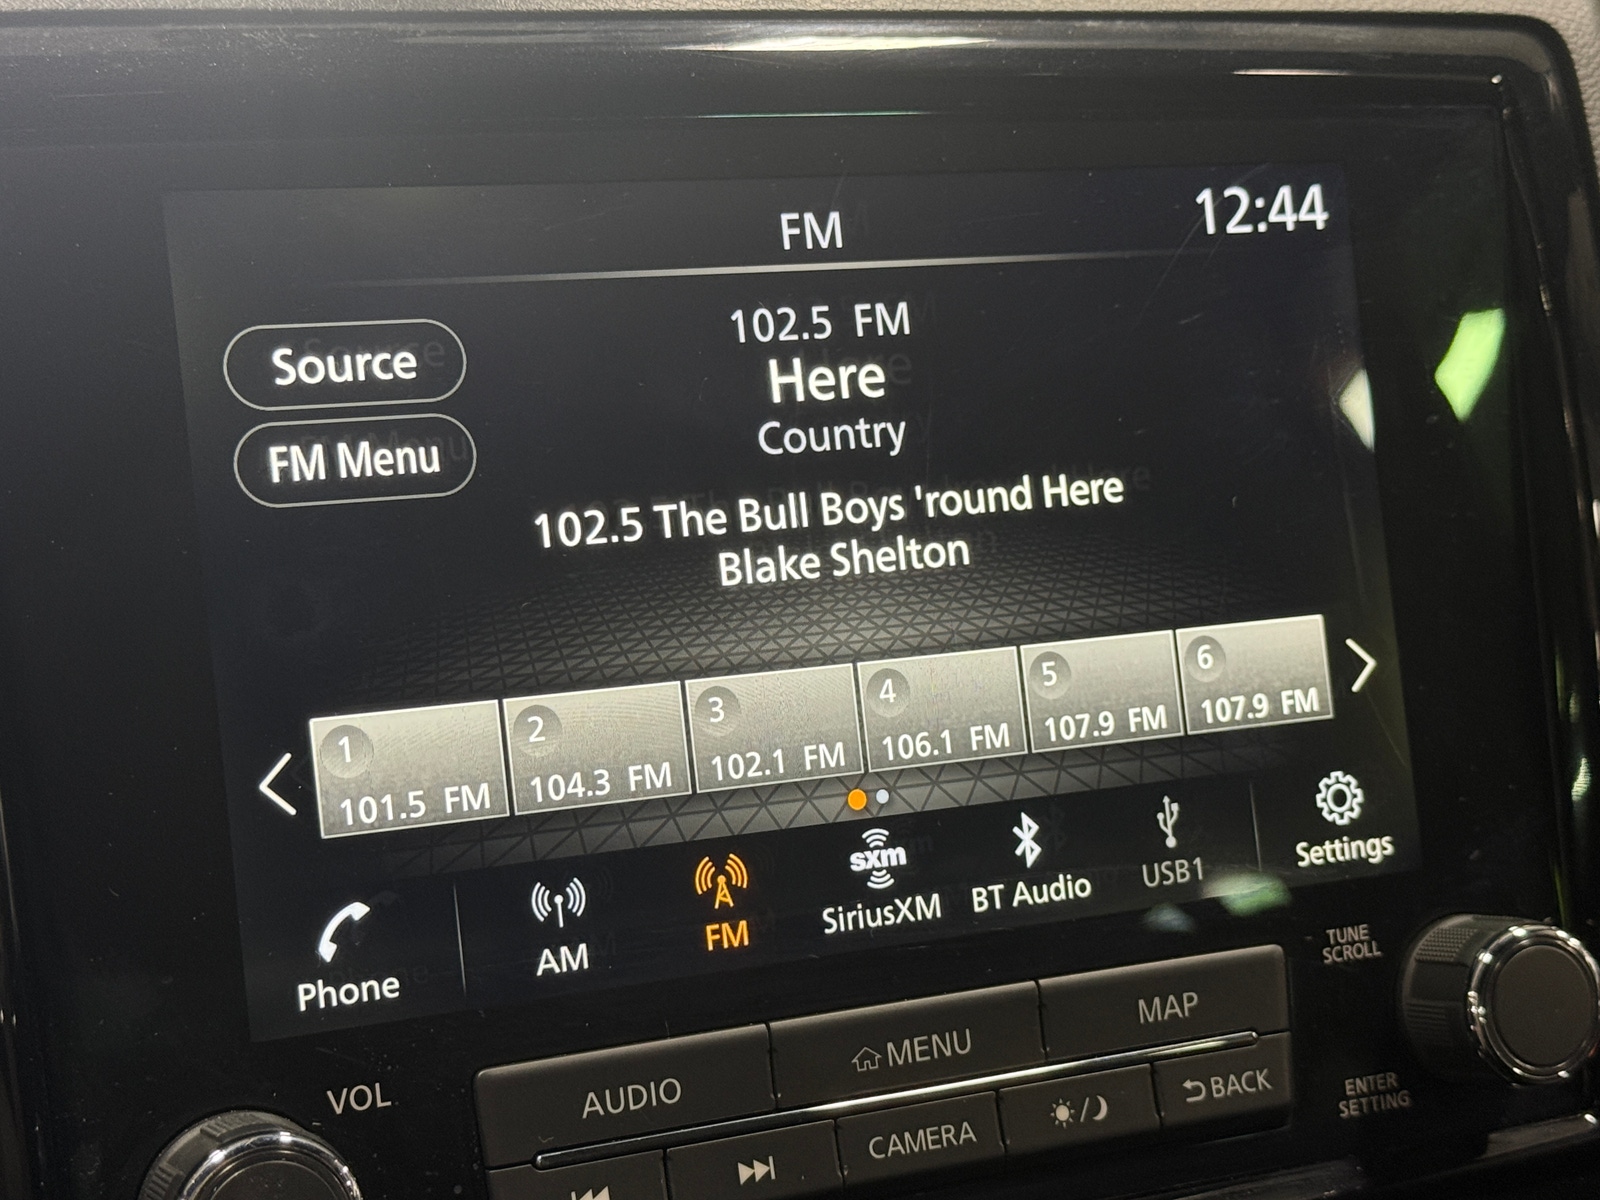 FM
12:44
102.5 FM
Here
Country
Source
FM Menu
102.5 The Bull Boys 'round Here
Blake Shelton
1
101.5 FM
2
104.3 FM
3
102.1 FM
4
106.1 FM
5
107.9 FM
6
107.9 FM
Phone
AM
FM
sxm
SiriusXM
BT Audio
USB1
Settings
TUNE
SCROLL
VOL
AUDIO
MENU
MAP
CAMERA
BACK
ENTER
SETTING